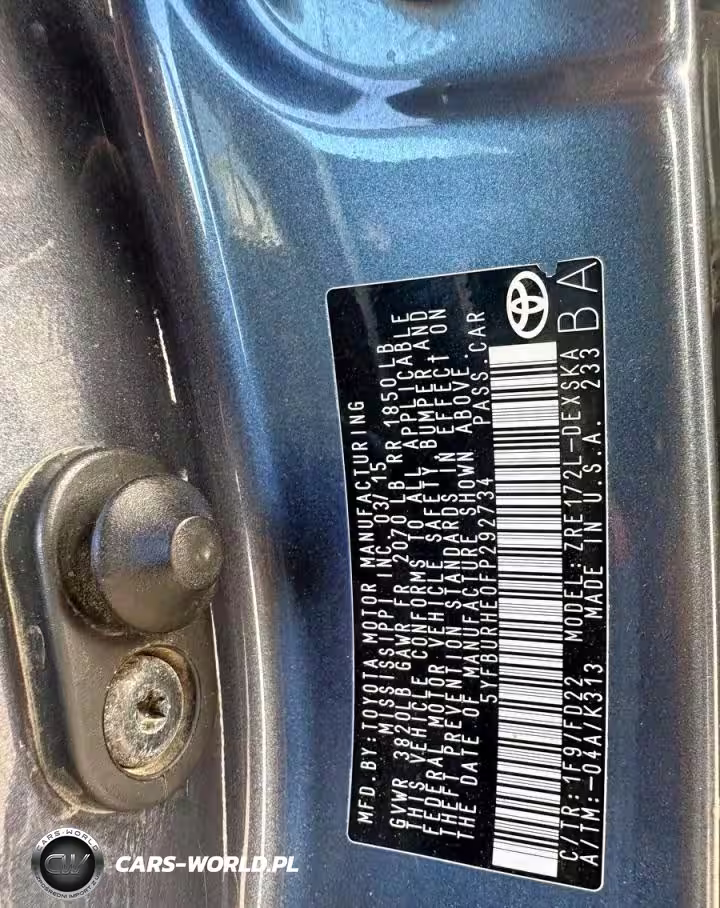 MFD.BY:TOYOTA MOTOR MANUFACTURING
MISSISSIPPI, INC. 03/15
GVWR 3820LB GAWR FR 2070 LB RR 1850 LB
THIS VEHICLE CONFORMS TO ALL APPLICABLE
FEDERAL MOTOR VEHICLE SAFETY BUMPER AND
THEFT PREVENTION STANDARDS IN EFFECT ON
THE DATE OF MANUFACTURE SHOWN ABOVE.
5YFBURHE0FP292734 PASS.CAR
C/TR:1F9/FD22 MODEL:ZRE172L-DEXSKA
A/TM:-04A/K313 MADE IN U.S.A. 233 BA
CARS-WORLD
CW
CARS-WORLD.PL